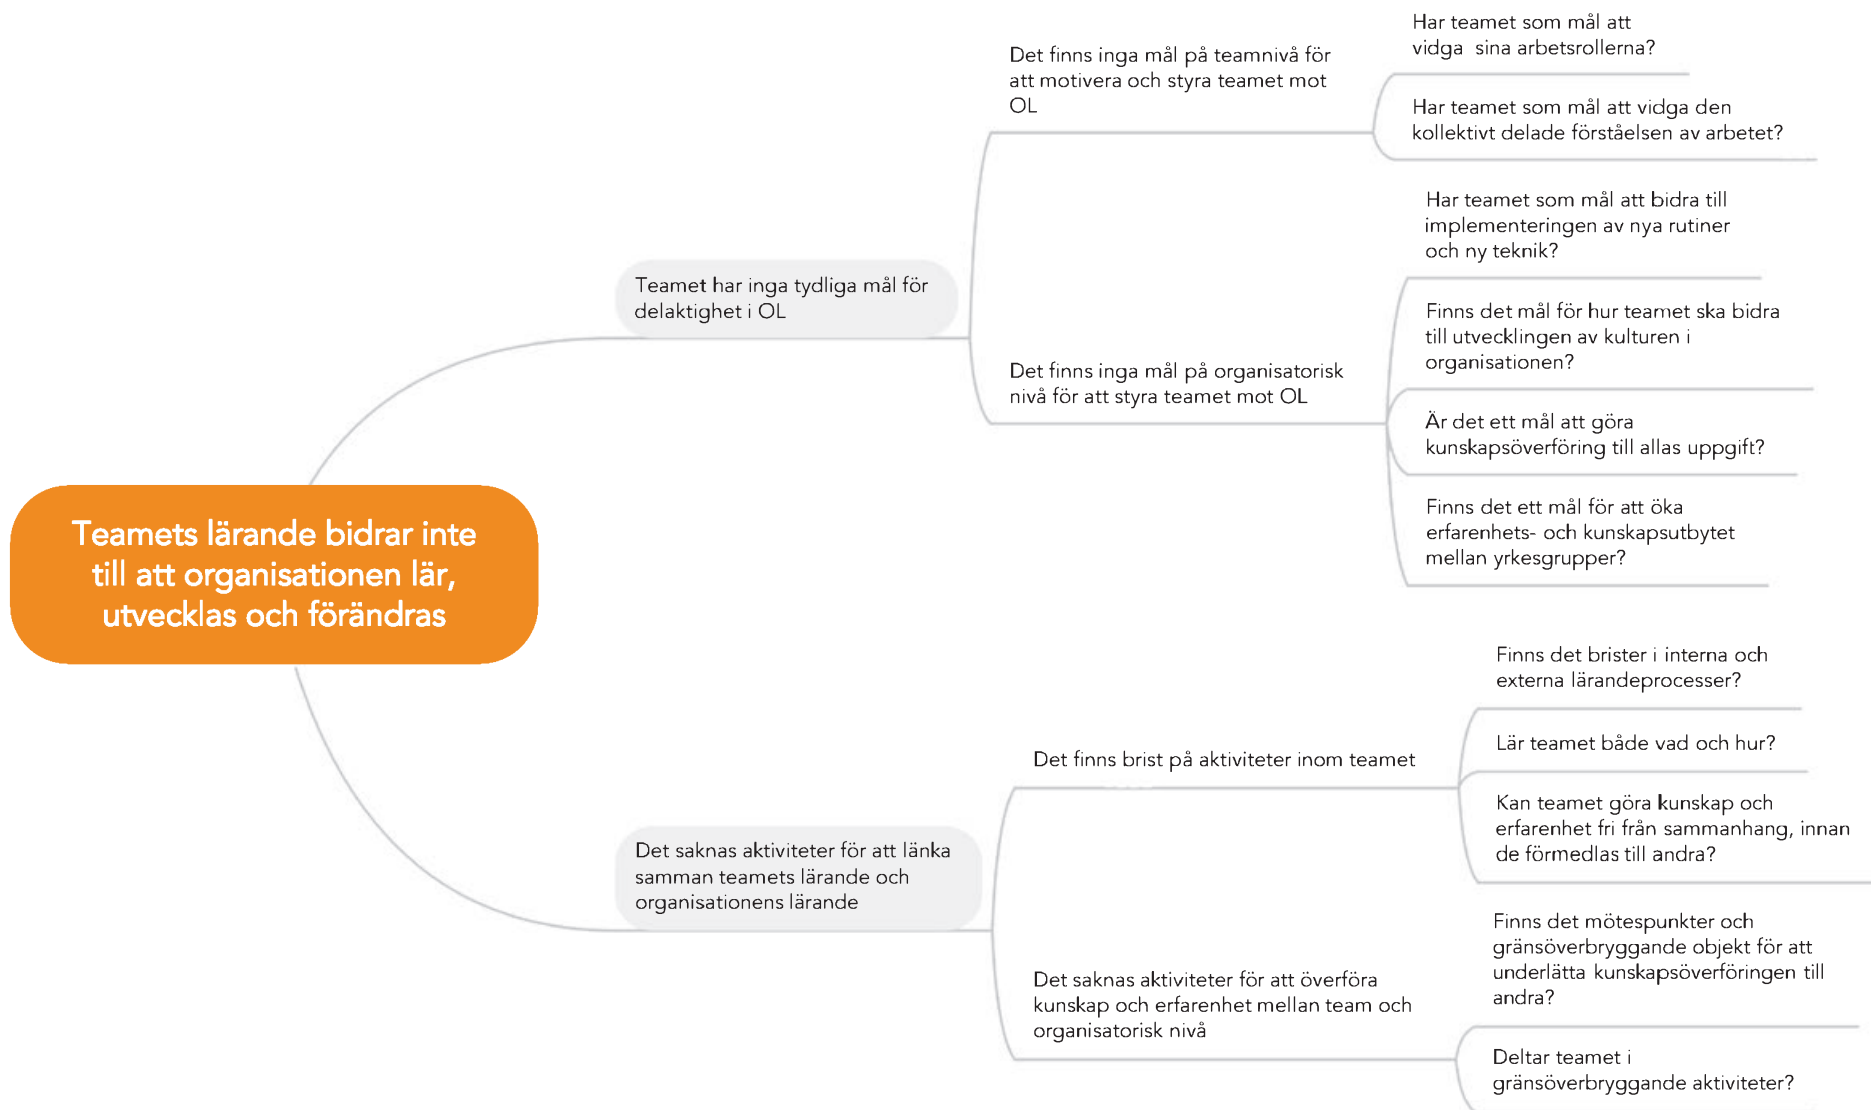 Teamets lärande bidrar inte
till att organisationen lär,
utvecklas och förändras
Teamet har inga tydliga mål för
delaktighet i OL
Det finns inga mål på teamnivå för
att motivera och styra teamet mot
OL
Har teamet som mål att
vidga sina arbetsrollerna?
Har teamet som mål att vidga den
kollektivt delade förståelsen av arbetet?
Det finns inga mål på organisatorisk
nivå för att styra teamet mot OL
Har teamet som mål att bidra till
implementeringen av nya rutiner
och ny teknik?
Finns det mål för hur teamet ska bidra
till utvecklingen av kulturen i
organisationen?
Är det ett mål att göra
kunskapsöverföring till allas uppgift?
Finns det ett mål för att öka
erfarenhets- och kunskapsutbytet
mellan yrkesgrupper?
Det saknas aktiviteter för att länka
samman teamets lärande och
organisationens lärande
Det finns brist på aktiviteter inom teamet
Finns det brister i interna och
externa lärandeprocesser?
Lär teamet både vad och hur?
Kan teamet göra kunskap och
erfarenhet fri från sammanhang, innan
de förmedlas till andra?
Det saknas aktiviteter för att överföra
kunskap och erfarenhet mellan team och
organisatorisk nivå
Finns det mötespunkter och
gränsöverbryggande objekt för att
underlätta kunskapsöverföringen till
andra?
Deltar teamet i
gränsöverbryggande aktiviteter?